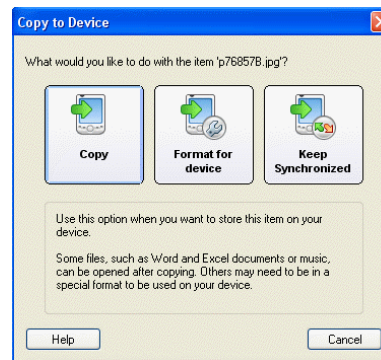 Copy to Device
What would you like to do with the item 'p76857B.jpg'?
Copy
Format for
device
Keep
Synchronized
Use this option when you want to store this item on your
device.
Some files, such as Word and Excel documents or music,
can be opened after copying. Others may need to be in a
special format to be used on your device.
Help
Cancel